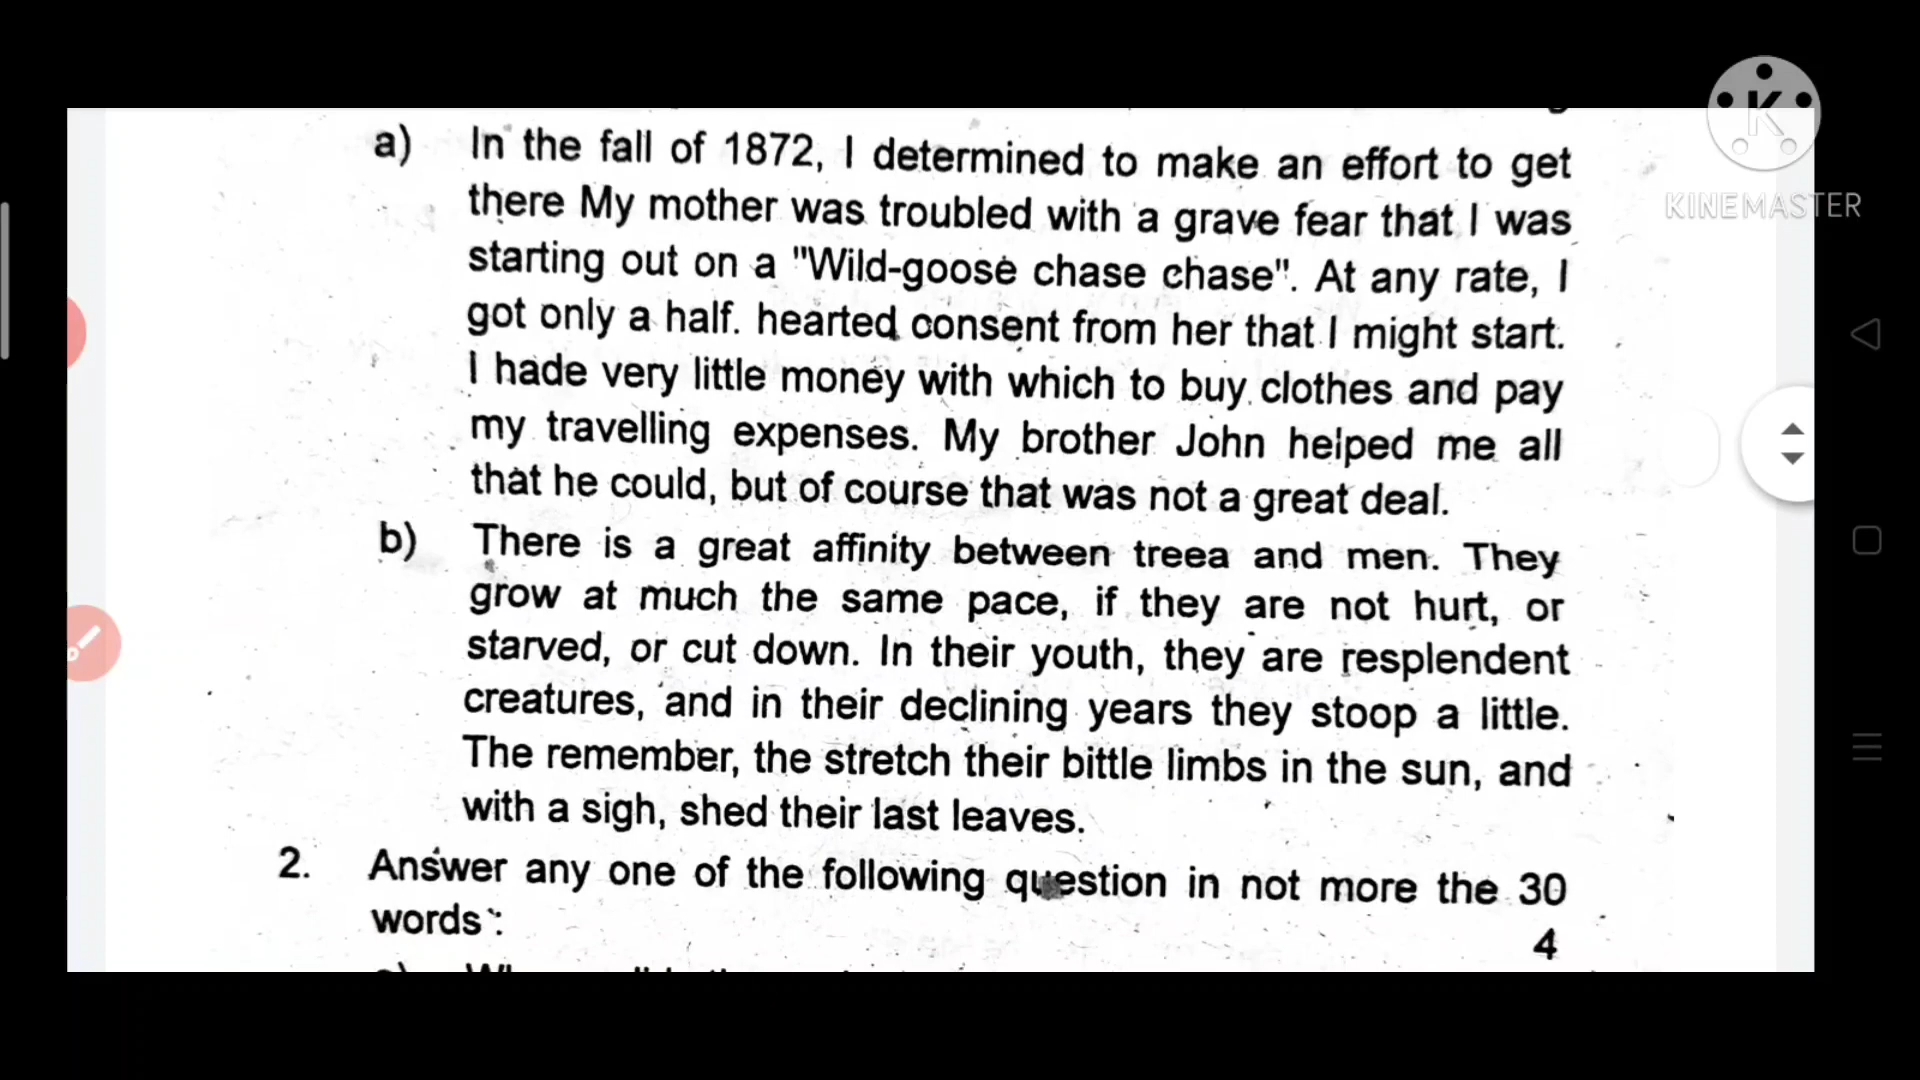 K
KINEMASTER
a) In the fall of 1872, I determined to make an effort to get
there My mother was troubled with a grave fear that I was
starting out on a "Wild-goose chase chase". At any rate, I
got only a half. hearted consent from her that I might start.
I hade very little money with which to buy clothes and pay
my travelling expenses. My brother John helped me all
that he could, but of course that was not a great deal.
b) There is a great affinity between treea and men. They
grow at much the same pace, if they are not hurt, or
starved, or cut down. In their youth, they are resplendent
creatures, and in their declining years they stoop a little.
The remember, the stretch their bittle limbs in the sun, and
with a sigh, shed their last leaves.
2. Answer any one of the following question in not more the 30
words :
4